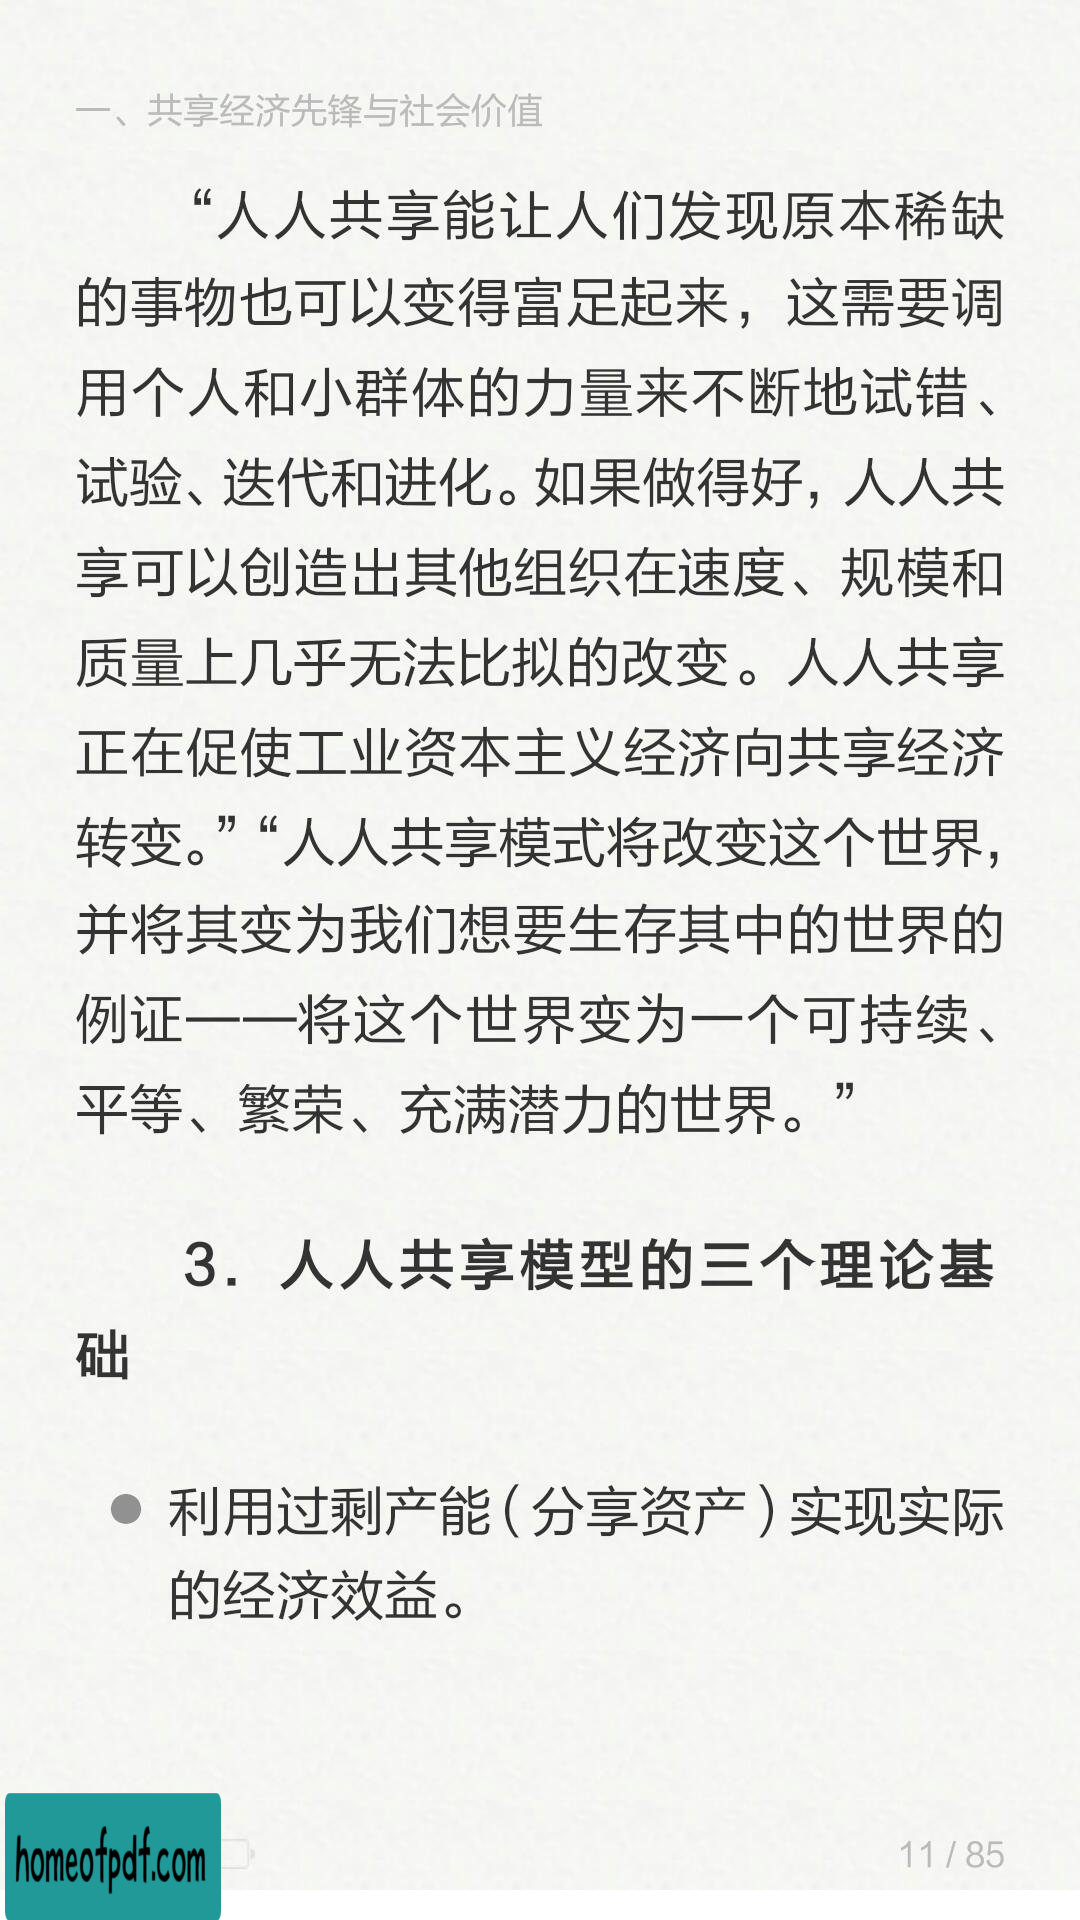 一、共享经济先锋与社会价值
“人人共享能让人们发现原本稀缺
的事物也可以变得富足起来，这需要调
用个人和小群体的力量来不断地试错、
试验、迭代和进化。如果做得好，人人共
享可以创造出其他组织在速度、规模和
质量上几乎无法比拟的改变。人人共享
正在促使工业资本主义经济向共享经济
转变。”“人人共享模式将改变这个世界，
并将其变为我们想要生存其中的世界的
例证——将这个世界变为一个可持续、
平等、繁荣、充满潜力的世界。”
3．人人共享模型的三个理论基
础
● 利用过剩产能（分享资产）实现实际
的经济效益。
homeofpdf.com
11 / 85